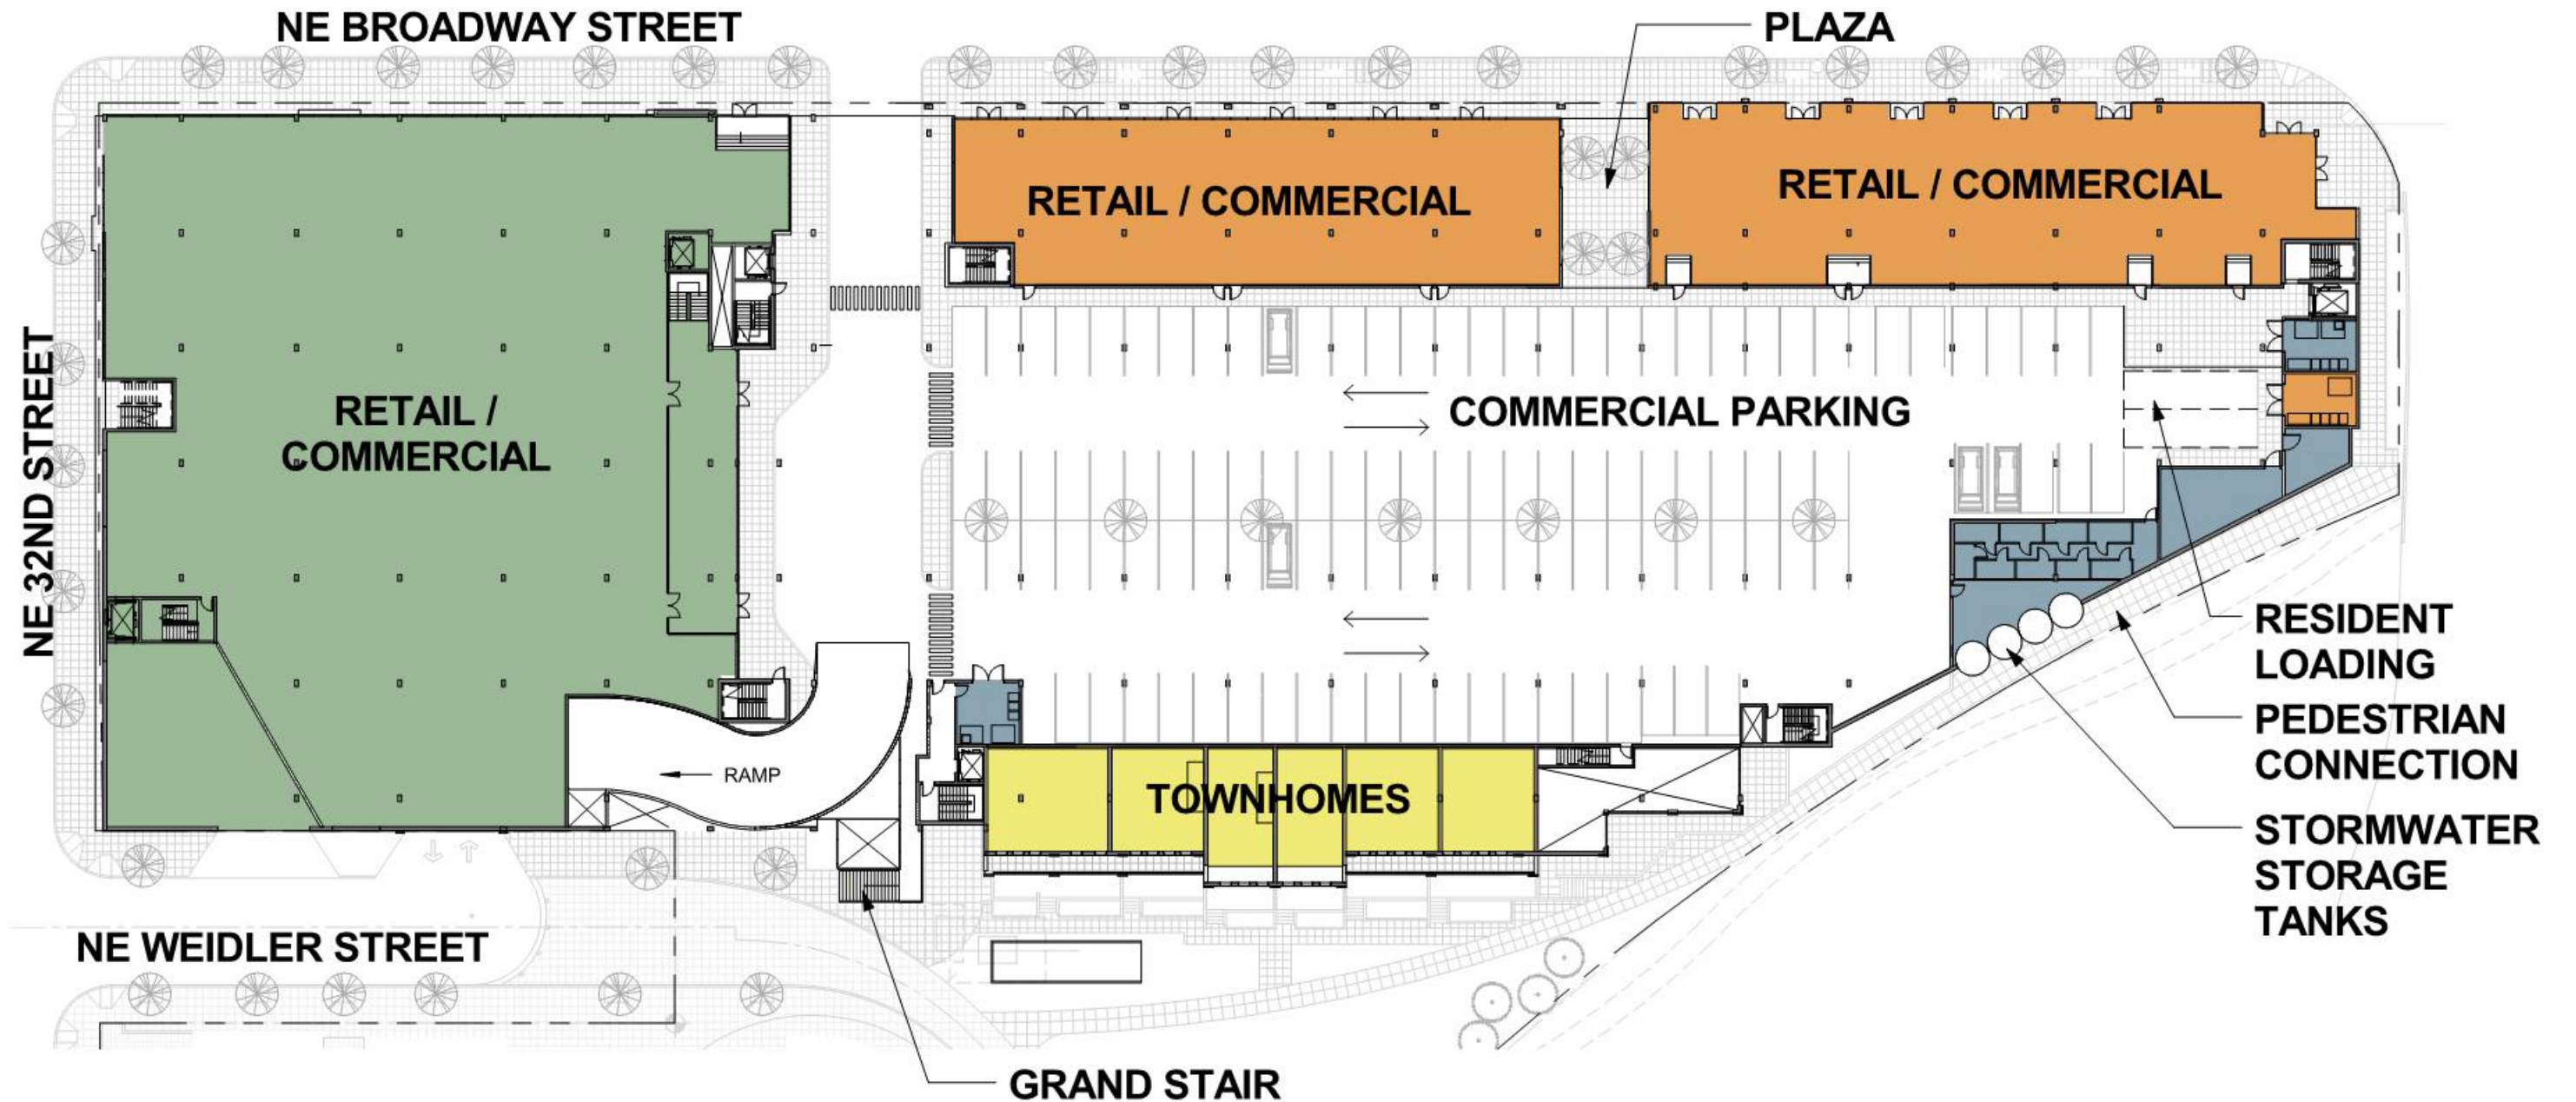 NE BROADWAY STREET
PLAZA
RETAIL / COMMERCIAL
RETAIL / COMMERCIAL
NE 32ND STREET
RETAIL /
COMMERCIAL
COMMERCIAL PARKING
RESIDENT
LOADING
PEDESTRIAN
CONNECTION
RAMP
TOWNHOMES
STORMWATER
STORAGE
TANKS
NE WEIDLER STREET
GRAND STAIR